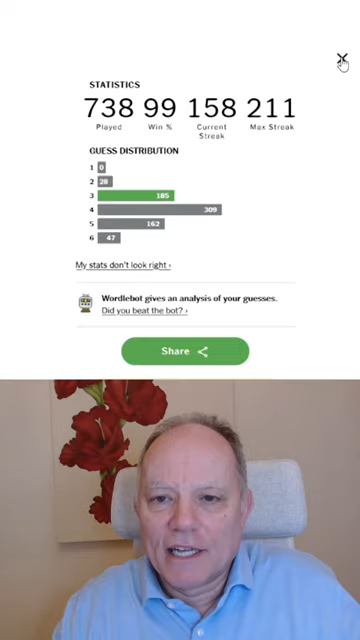 STATISTICS
738 99 158 211
Played Win % Current Streak Max Streak
GUESS DISTRIBUTION
1 0
2 28
3 185
4 309
5 162
6 47
My stats don't look right ›
Wordlebot gives an analysis of your guesses.
Did you beat the bot? ›
Share